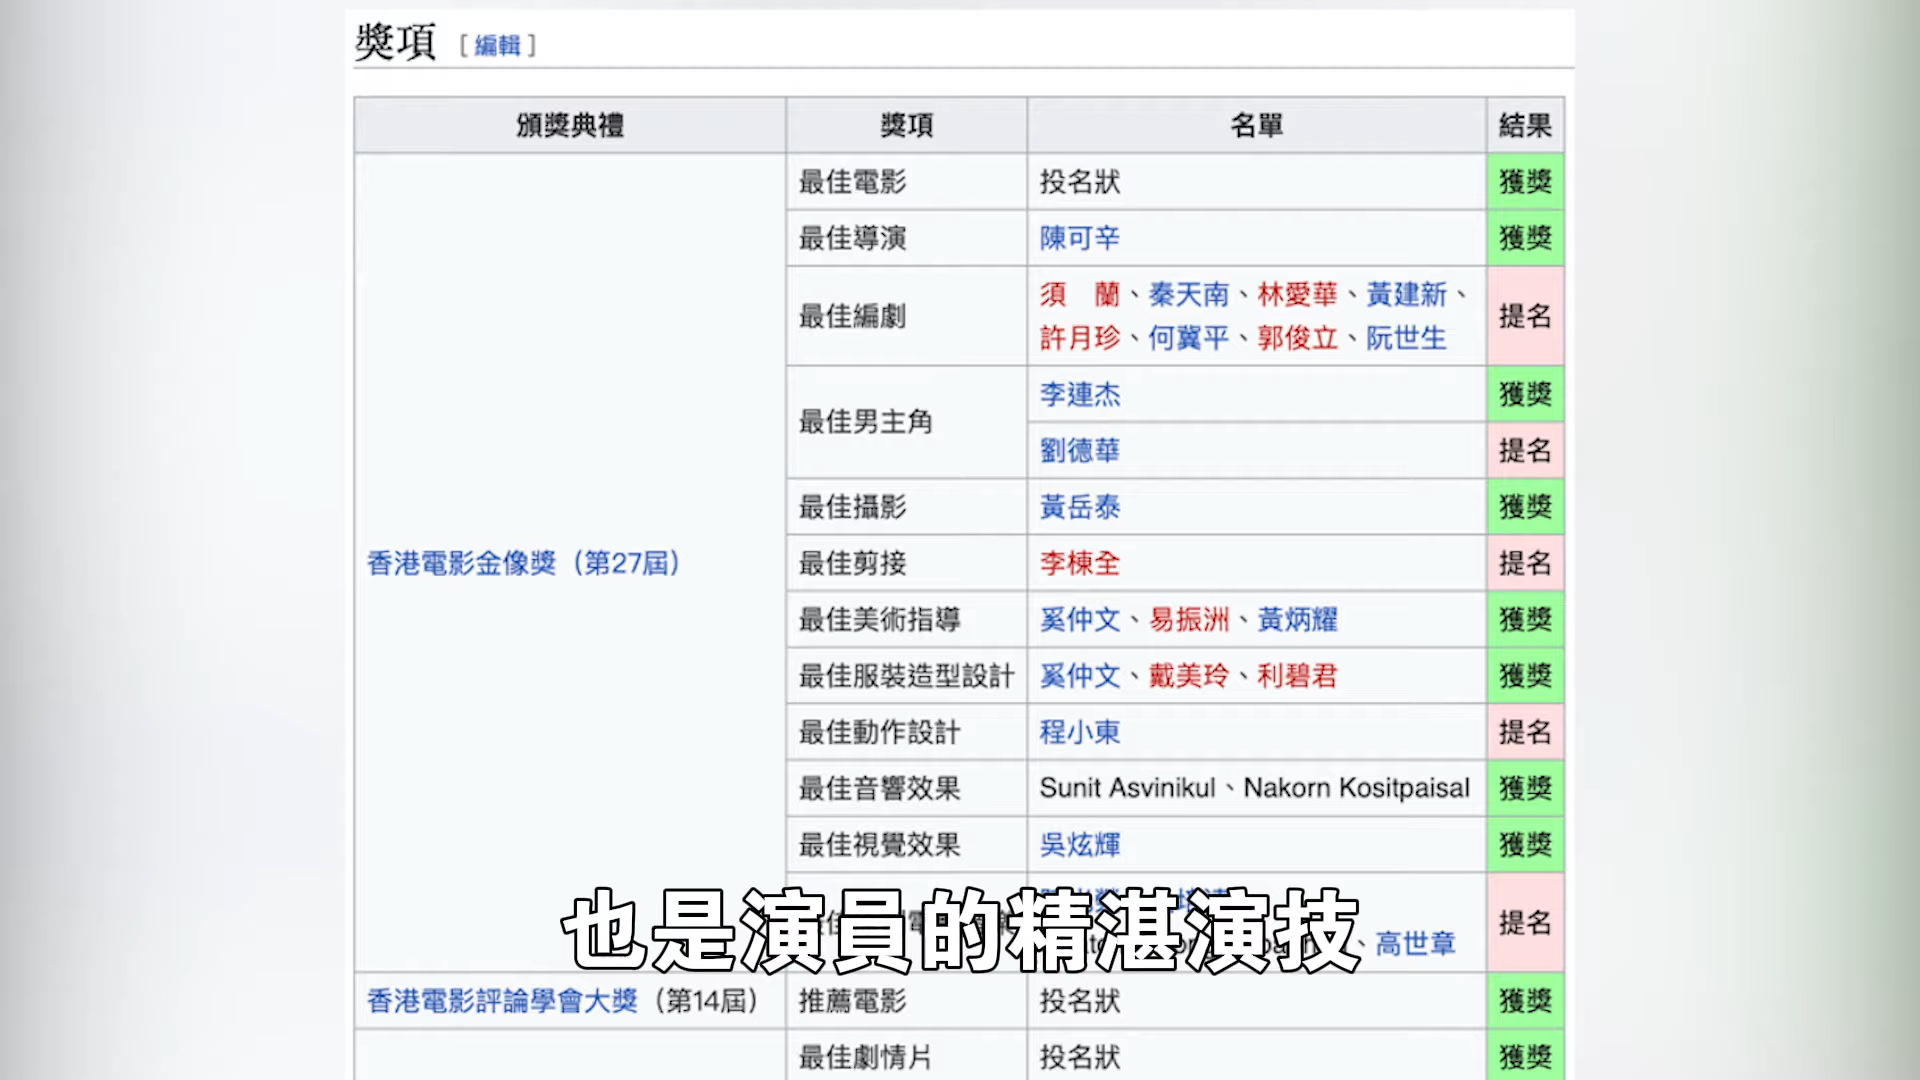 獎項 [編輯]
頒獎典禮 獎項 名單 結果
最佳電影 投名狀 獲獎
最佳導演 陳可辛 獲獎
最佳編劇 須 蘭、秦天南、林愛華、黃建新、
許月珍、何冀平、郭俊立、阮世生 提名
最佳男主角 李連杰 獲獎
劉德華 提名
最佳攝影 黃岳泰 獲獎
香港電影金像獎（第27屆） 最佳剪接 李棟全 提名
最佳美術指導 奚仲文、易振洲、黃炳耀 獲獎
最佳服裝造型設計 奚仲文、戴美玲、利碧君 獲獎
最佳動作設計 程小東 提名
最佳音響效果 Sunit Asvinikul、Nakorn Kositpaisal 獲獎
最佳視覺效果 吳炫輝 獲獎
、高世章 提名
也是演員的精湛演技
香港電影評論學會大獎（第14屆） 推薦電影 投名狀 獲獎
最佳劇情片 投名狀 獲獎